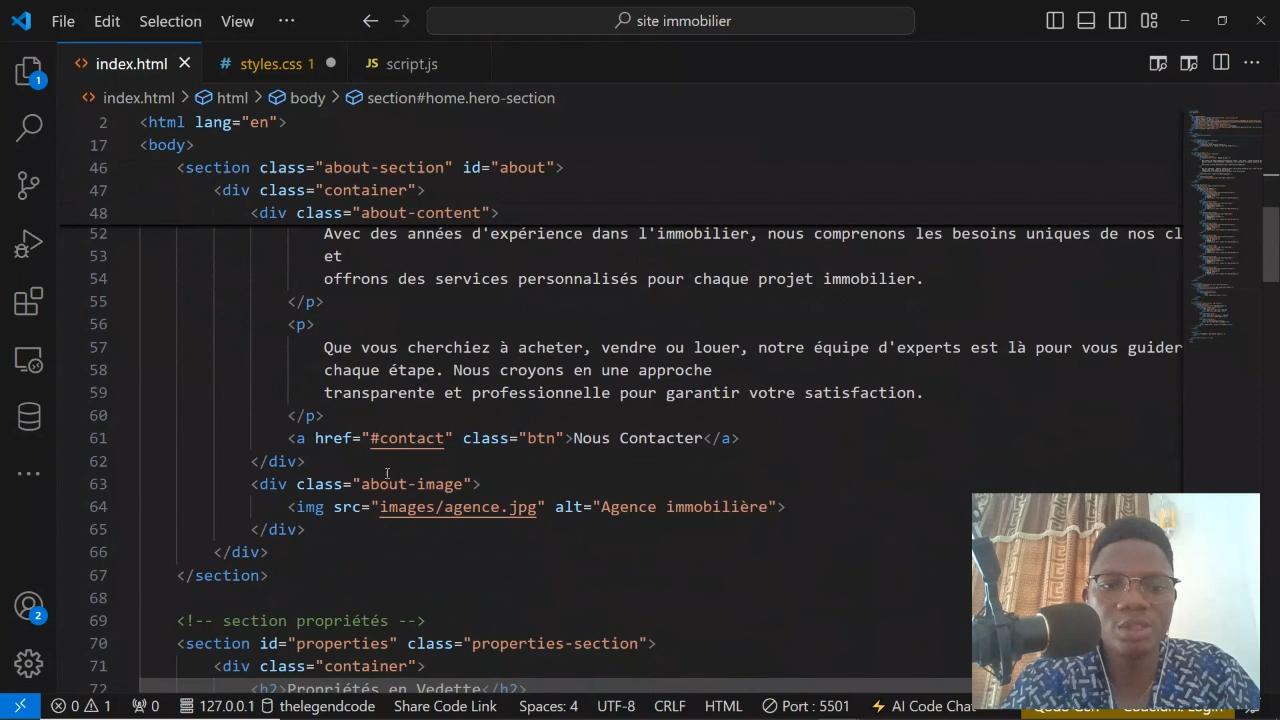 File Edit Selection View ··· site immobilier
index.html styles.css 1 script.js
index.html > html > body > section#home.hero-section
2 <html lang="en">
17 <body>
46 <section class="about-section" id="about">
47 <div class="container">
48 <div class="about-content">
52 Avec des années d'expérience dans l'immobilier, nous comprenons les besoins uniques de nos cl
53 et
54 offrons des services personnalisés pour chaque projet immobilier.
55 </p>
56 <p>
57 Que vous cherchiez à acheter, vendre ou louer, notre équipe d'experts est là pour vous guider
58 chaque étape. Nous croyons en une approche
59 transparente et professionnelle pour garantir votre satisfaction.
60 </p>
61 <a href="#contact" class="btn">Nous Contacter</a>
62 </div>
63 <div class="about-image">
64 <img src="images/agence.jpg" alt="Agence immobilière">
65 </div>
66 </div>
67 </section>
68
69 <!-- section propriétés -->
70 <section id="properties" class="properties-section">
71 <div class="container">
72 <h2>Propriétés en Vedette</h2>
1
2
0 1 0 127.0.0.1 thelegendcode Share Code Link Spaces: 4 UTF-8 CRLF HTML Port : 5501 AI Code Cha